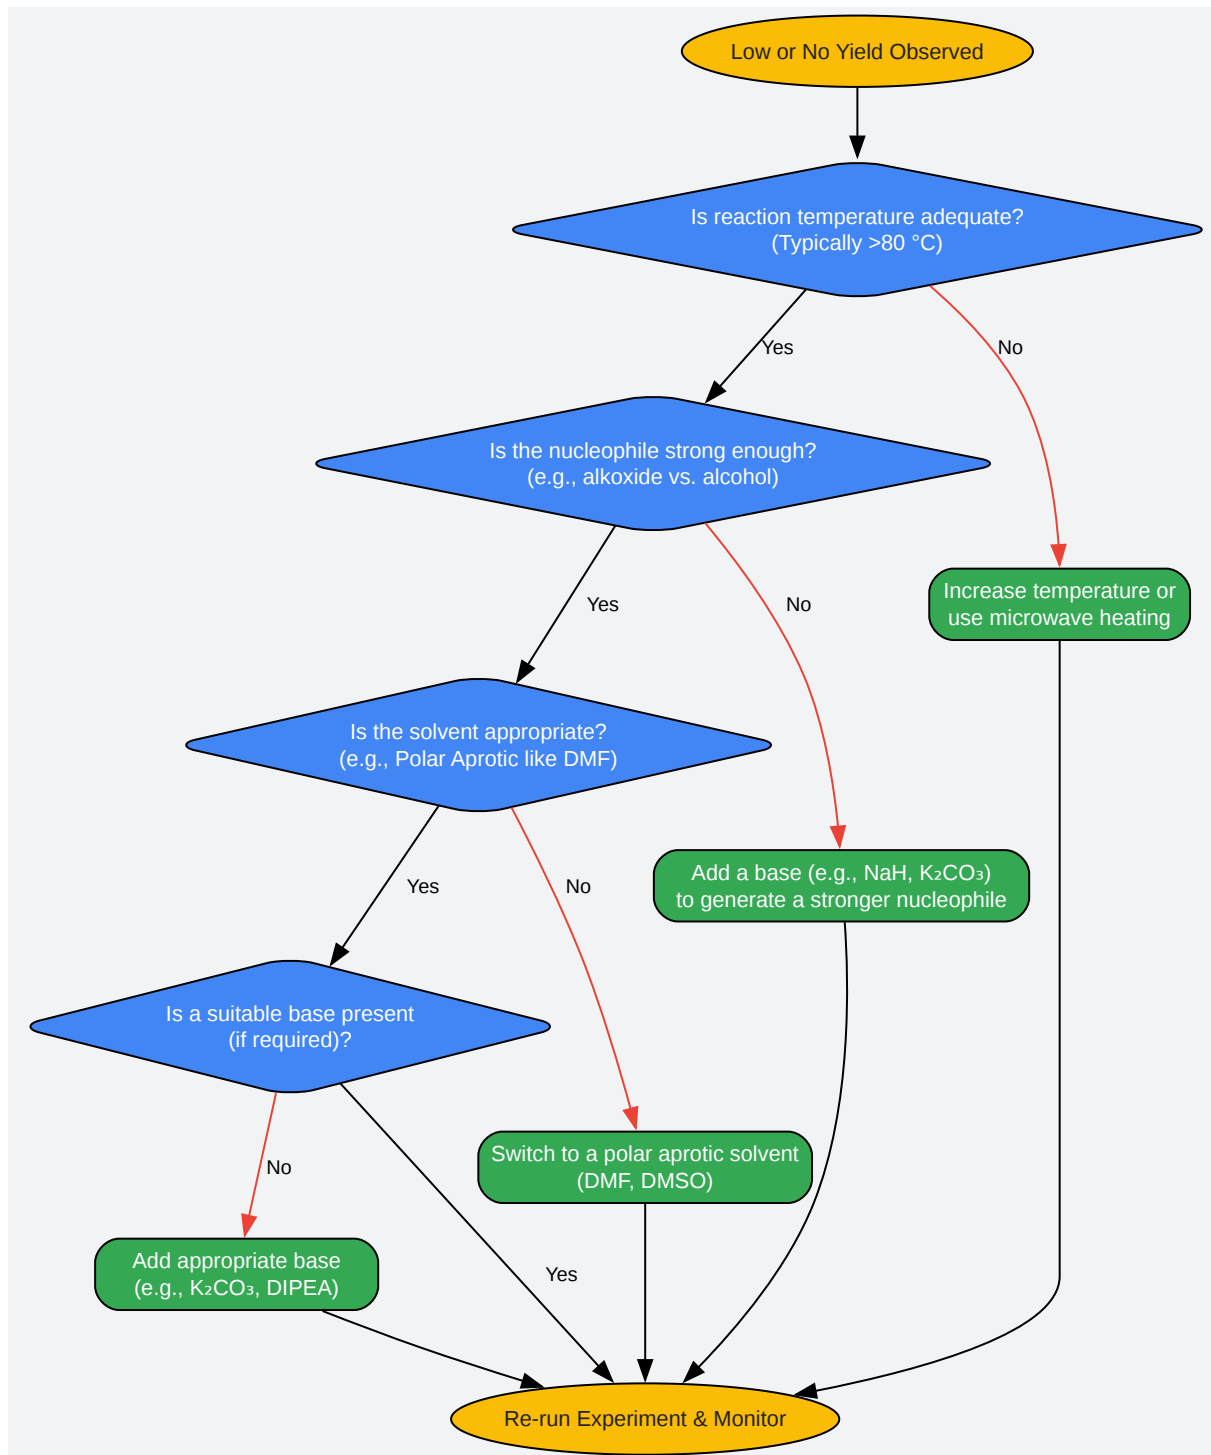 Low or No Yield Observed
Is reaction temperature adequate?
(Typically >80 °C)
Yes
No
Is the nucleophile strong enough?
(e.g., alkoxide vs. alcohol)
Increase temperature or
use microwave heating
Yes
No
Is the solvent appropriate?
(e.g., Polar Aprotic like DMF)
Add a base (e.g., NaH, K₂CO₃)
to generate a stronger nucleophile
Yes
No
Is a suitable base present
(if required)?
Switch to a polar aprotic solvent
(DMF, DMSO)
No
Add appropriate base
(e.g., K₂CO₃, DIPEA)
Yes
Re-run Experiment & Monitor